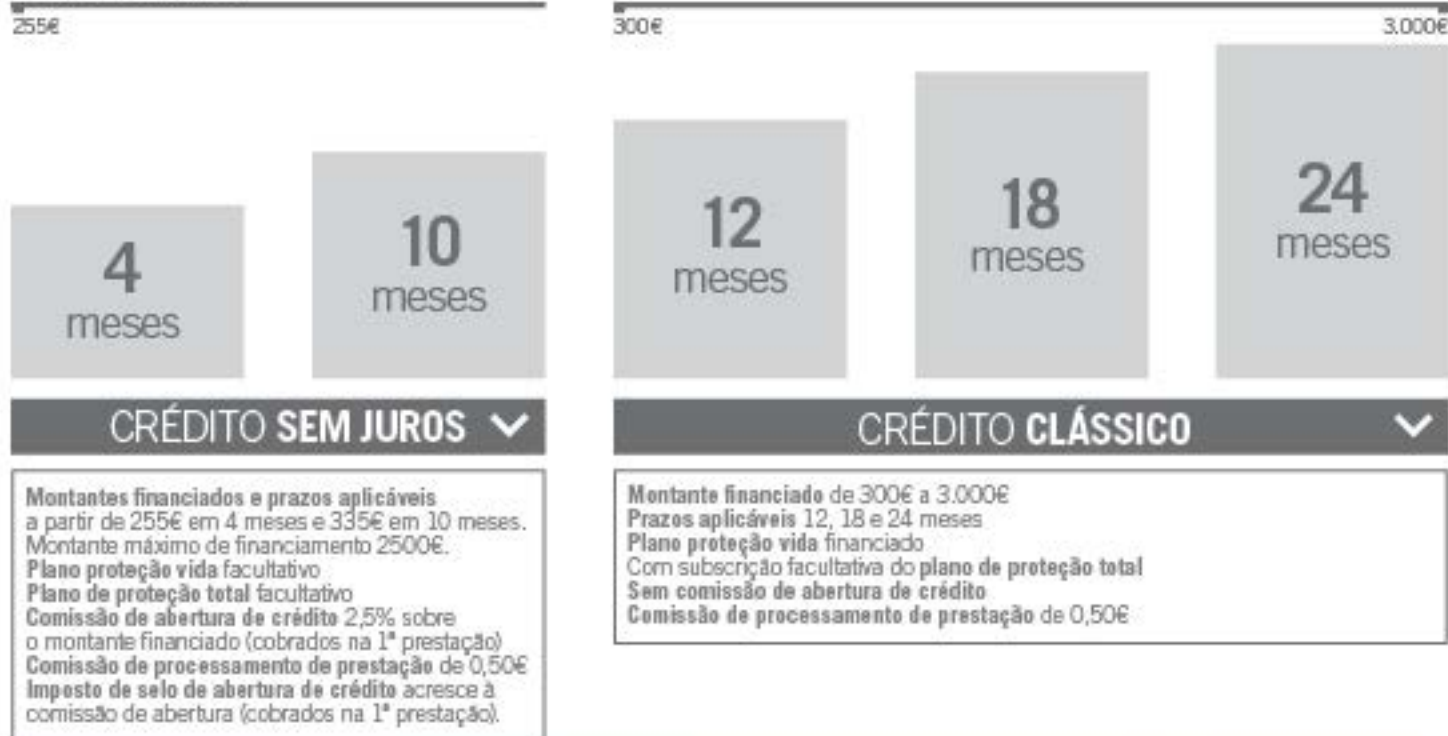 255€
4
meses
10
meses
CRÉDITO SEM JUROS
Montantes financiados e prazos aplicáveis
a partir de 255€ em 4 meses e 335€ em 10 meses.
Montante máximo de financiamento 2500€.
Plano proteção vida facultativo
Plano de proteção total facultativo
Comissão de abertura de crédito 2,5% sobre
o montante financiado (cobrados na 1ª prestação)
Comissão de processamento de prestação de 0,50€
Imposto de selo de abertura de crédito acresce à
comissão de abertura (cobrados na 1ª prestação).
300€
3.000€
12
meses
18
meses
24
meses
CRÉDITO CLÁSSICO
Montante financiado de 300€ a 3.000€
Prazos aplicáveis 12, 18 e 24 meses
Plano proteção vida financiado
Com subscrição facultativa do plano de proteção total
Sem comissão de abertura de crédito
Comissão de processamento de prestação de 0,50€